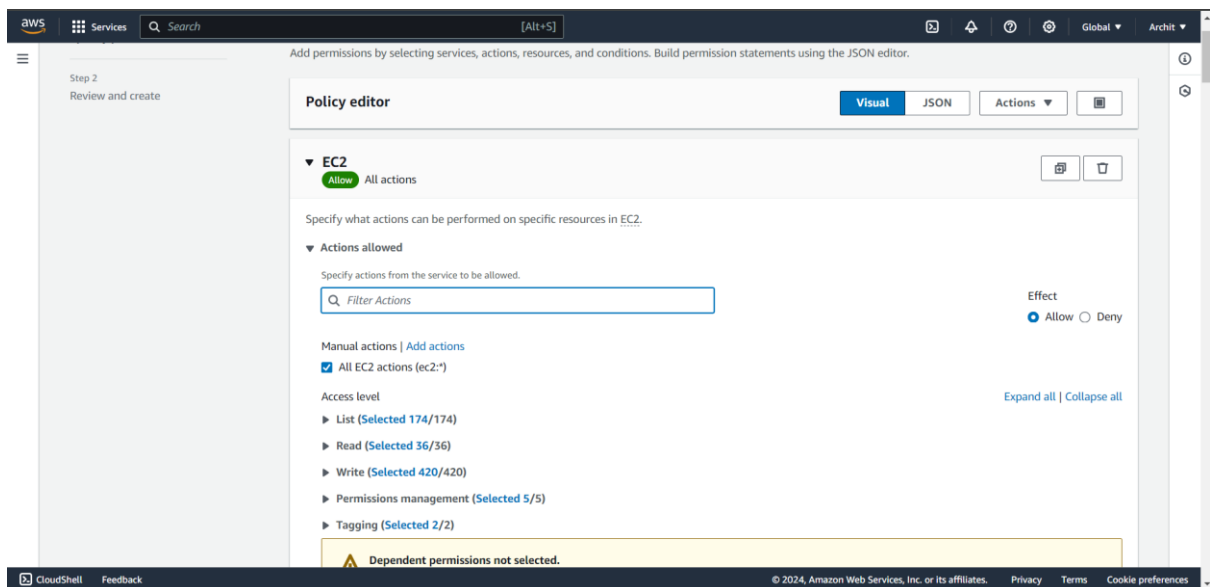 aws Services Search [Alt+S] Global Archit
Add permissions by selecting services, actions, resources, and conditions. Build permission statements using the JSON editor.
Step 2
Review and create
Policy editor Visual JSON Actions
EC2
Allow All actions
Specify what actions can be performed on specific resources in EC2.
Actions allowed
Specify actions from the service to be allowed.
Filter Actions
Effect
Allow Deny
Manual actions | Add actions
All EC2 actions (ec2:*)
Access level Expand all | Collapse all
List (Selected 174/174)
Read (Selected 36/36)
Write (Selected 420/420)
Permissions management (Selected 5/5)
Tagging (Selected 2/2)
Dependent permissions not selected.
CloudShell Feedback © 2024, Amazon Web Services, Inc. or its affiliates. Privacy Terms Cookie preferences